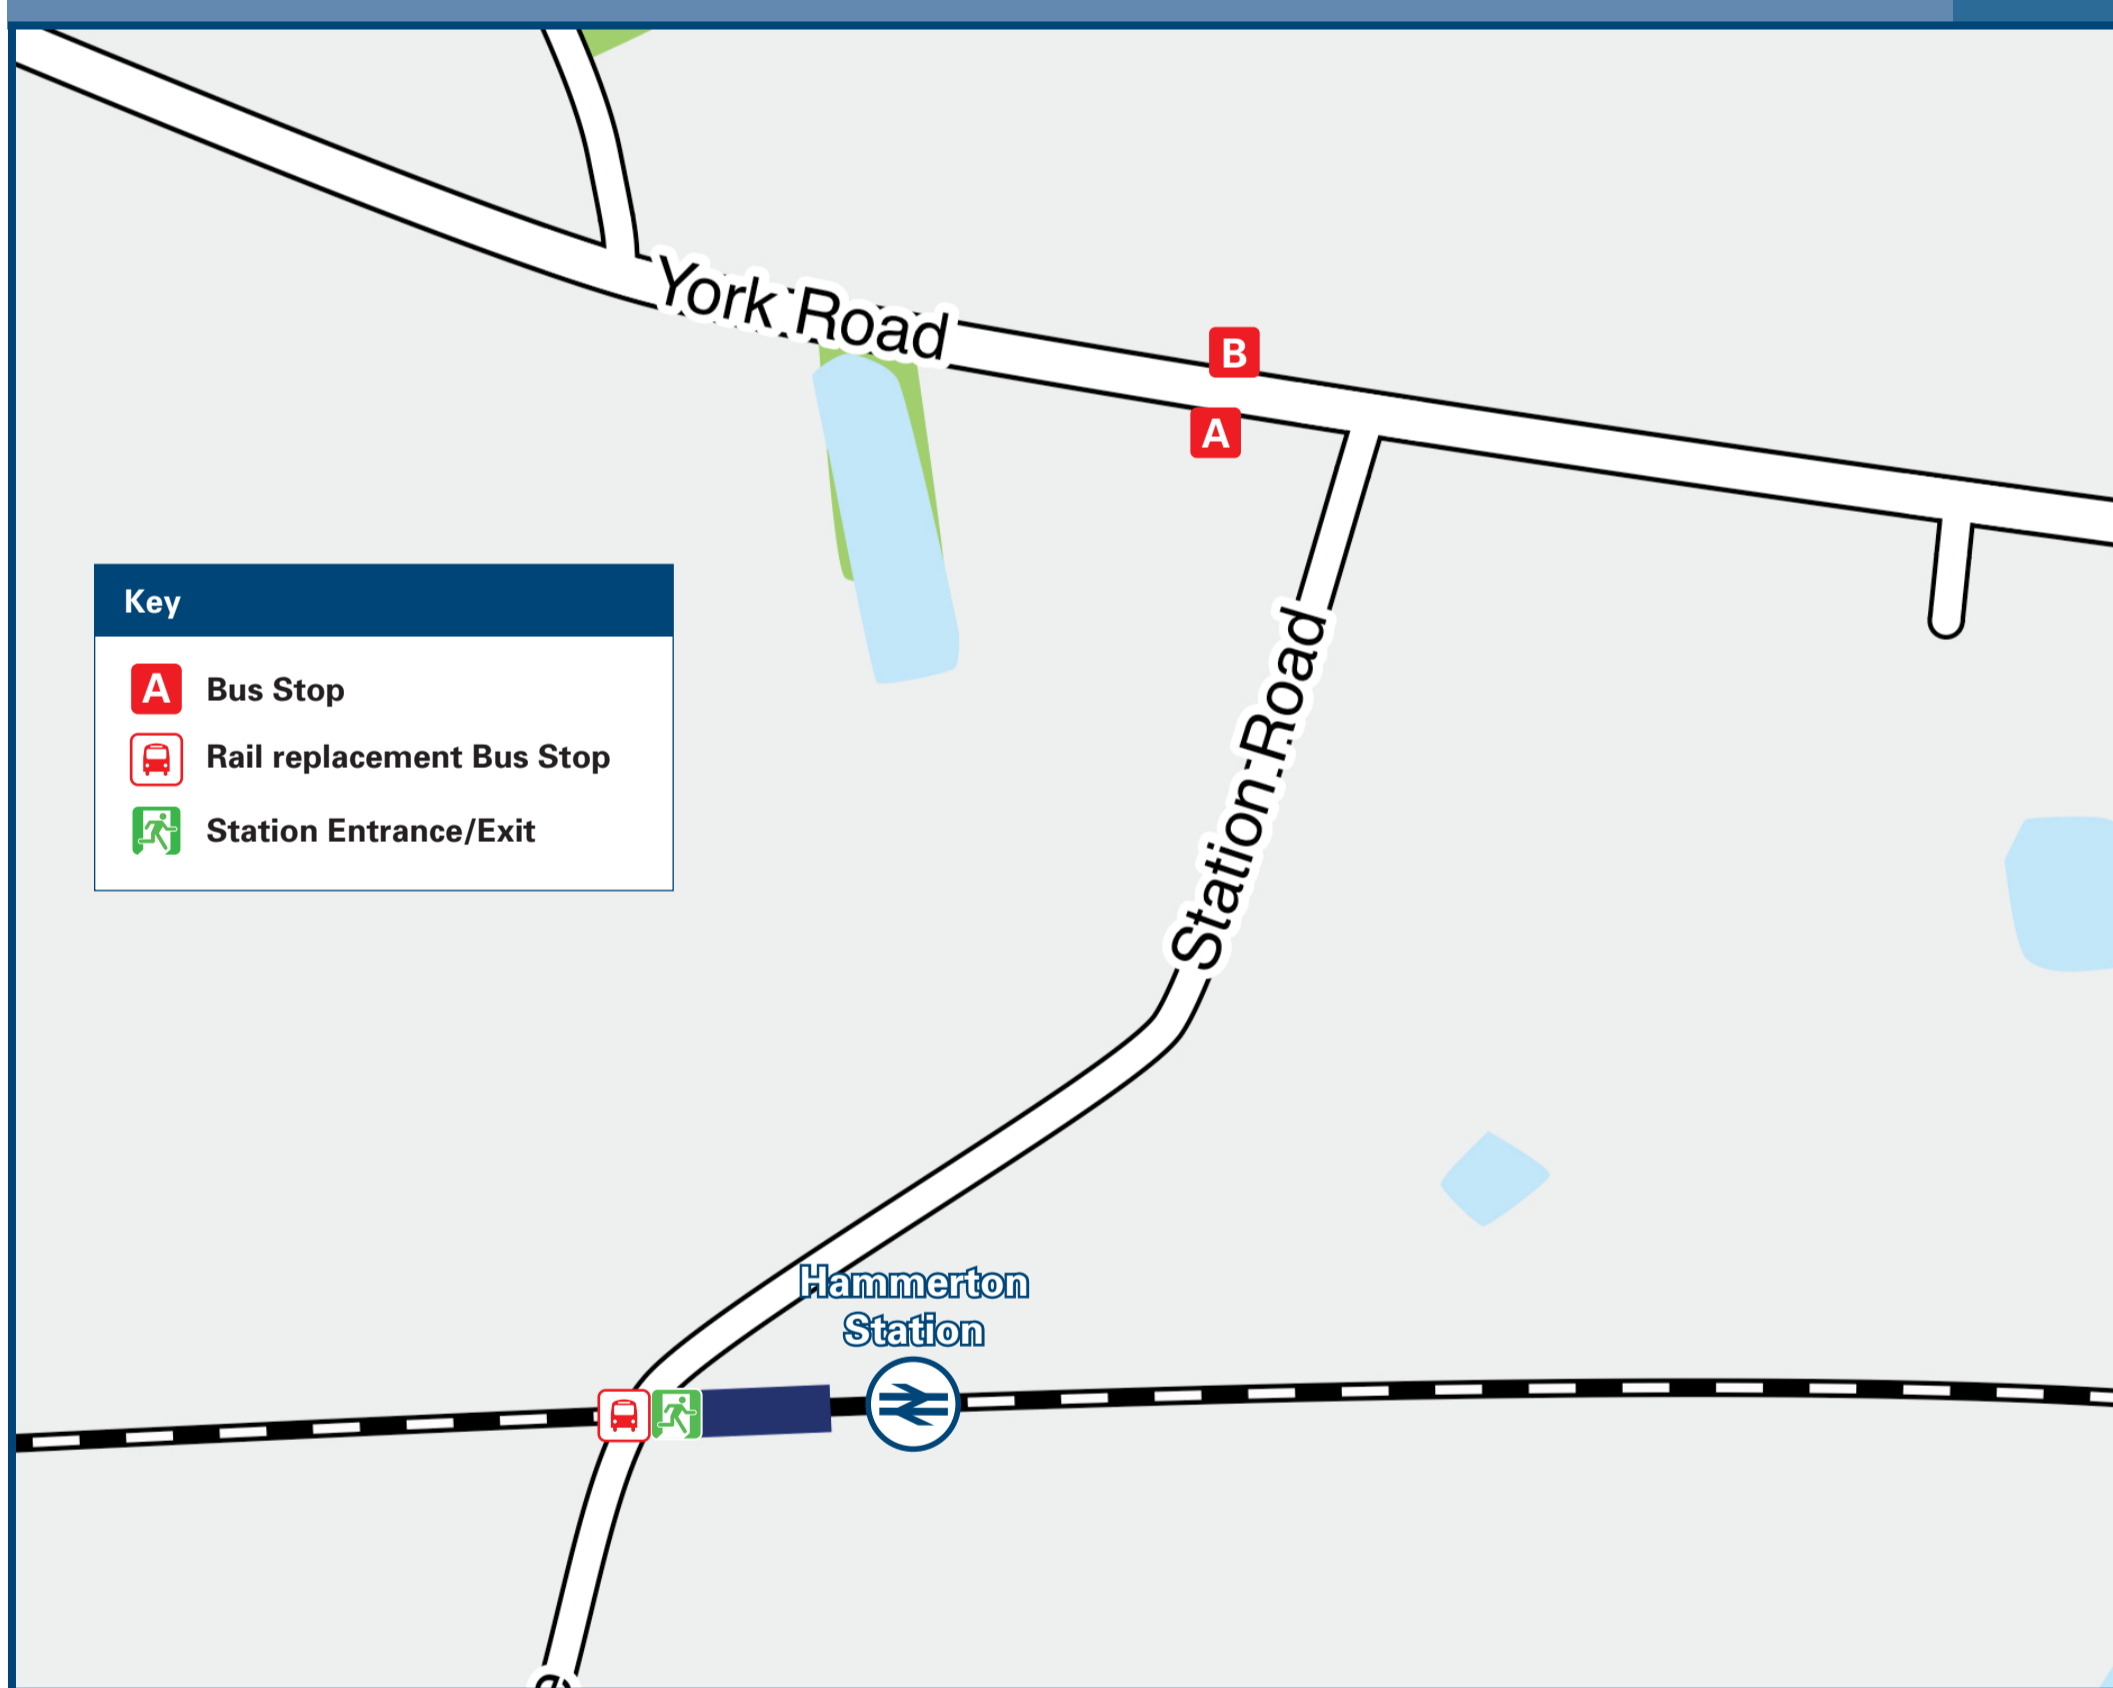 York Road
B
A
Key
A Bus Stop
Rail replacement Bus Stop
Station Entrance/Exit
Station Road
Hammerton
Station